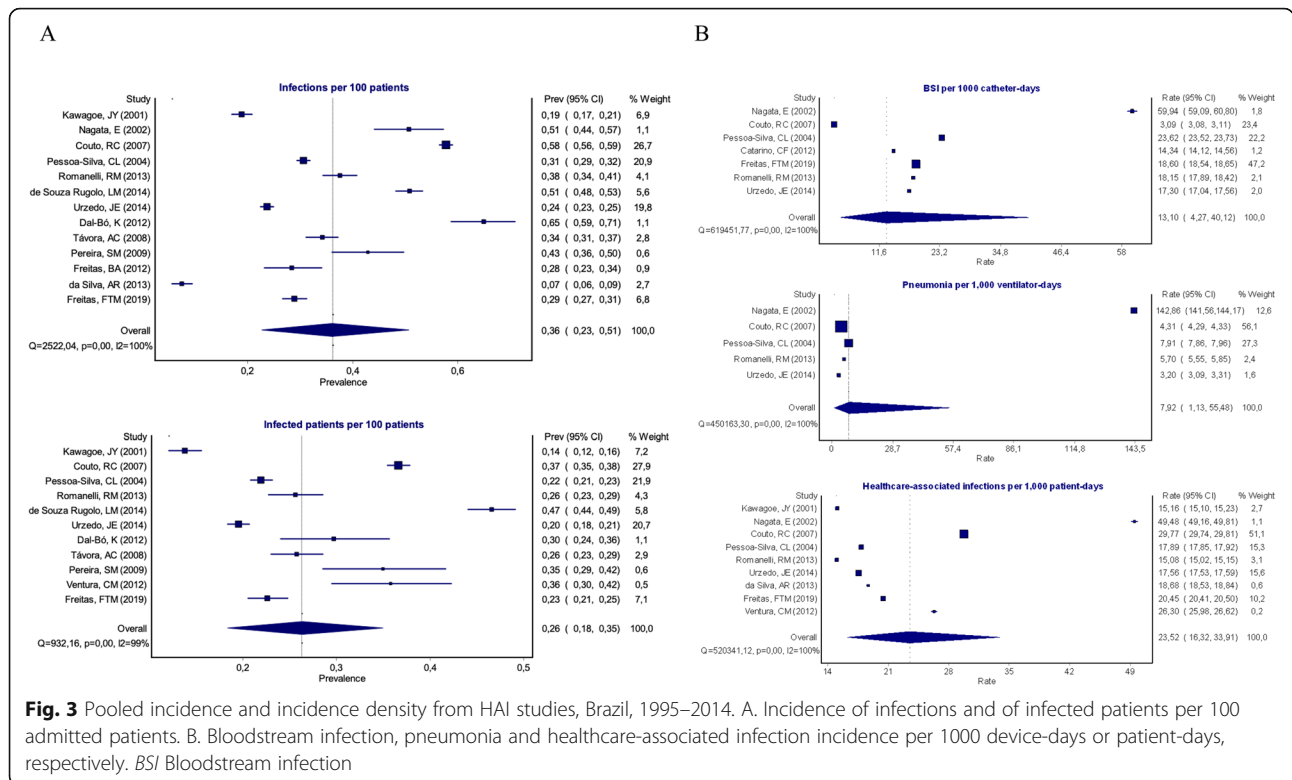 A
Infections per 100 patients
Study Prev (95% CI) % Weight
Kawagoe, JY (2001) 0,19 ( 0,17, 0,21) 6,9
Nagata, E (2002) 0,51 ( 0,44, 0,57) 1,1
Couto, RC (2007) 0,58 ( 0,56, 0,59) 26,7
Pessoa-Silva, CL (2004) 0,31 ( 0,29, 0,32) 20,9
Romanelli, RM (2013) 0,38 ( 0,34, 0,41) 4,1
de Souza Rugolo, LM (2014) 0,51 ( 0,48, 0,53) 5,6
Urzedo, JE (2014) 0,24 ( 0,23, 0,25) 19,8
Dal-Bó, K (2012) 0,65 ( 0,59, 0,71) 1,1
Távora, AC (2008) 0,34 ( 0,31, 0,37) 2,8
Pereira, SM (2009) 0,43 ( 0,36, 0,50) 0,6
Freitas, BA (2012) 0,28 ( 0,23, 0,34) 0,9
da Silva, AR (2013) 0,07 ( 0,06, 0,09) 2,7
Freitas, FTM (2019) 0,29 ( 0,27, 0,31) 6,8
Overall 0,36 ( 0,23, 0,51) 100,0
Q=2522,04, p=0,00, I2=100%
0,2 0,4 0,6
Prevalence
Infected patients per 100 patients
Study Prev (95% CI) % Weight
Kawagoe, JY (2001) 0,14 ( 0,12, 0,16) 7,2
Couto, RC (2007) 0,37 ( 0,35, 0,38) 27,9
Pessoa-Silva, CL (2004) 0,22 ( 0,21, 0,23) 21,9
Romanelli, RM (2013) 0,26 ( 0,23, 0,29) 4,3
de Souza Rugolo, LM (2014) 0,47 ( 0,44, 0,49) 5,8
Urzedo, JE (2014) 0,20 ( 0,18, 0,21) 20,7
Dal-Bó, K (2012) 0,30 ( 0,24, 0,36) 1,1
Távora, AC (2008) 0,26 ( 0,23, 0,29) 2,9
Pereira, SM (2009) 0,35 ( 0,29, 0,42) 0,6
Ventura, CM (2012) 0,36 ( 0,30, 0,42) 0,5
Freitas, FTM (2019) 0,23 ( 0,21, 0,25) 7,1
Overall 0,26 ( 0,18, 0,35) 100,0
Q=932,16, p=0,00, I2=99%
0,2 0,3 0,4 0,5
Prevalence
B
BSI per 1000 catheter-days
Study Rate (95% CI) % Weight
Nagata, E (2002) 59,94 ( 59,09, 60,80) 1,8
Couto, RC (2007) 3,09 ( 3,08, 3,11) 23,4
Pessoa-Silva, CL (2004) 23,62 ( 23,52, 23,73) 22,2
Catarino, CF (2012) 14,34 ( 14,12, 14,56) 1,2
Freitas, FTM (2019) 18,60 ( 18,54, 18,65) 47,2
Romanelli, RM (2013) 18,15 ( 17,89, 18,42) 2,1
Urzedo, JE (2014) 17,30 ( 17,04, 17,56) 2,0
Overall 13,10 ( 4,27, 40,12) 100,0
Q=619451,77, p=0,00, I2=100%
11,6 23,2 34,8 46,4 58
Rate
Pneumonia per 1,000 ventilator-days
Study Rate (95% CI) % Weight
Nagata, E (2002) 142,86 (141,56,144,17) 12,6
Couto, RC (2007) 4,31 ( 4,29, 4,33) 56,1
Pessoa-Silva, CL (2004) 7,91 ( 7,86, 7,96) 27,3
Romanelli, RM (2013) 5,70 ( 5,55, 5,85) 2,4
Urzedo, JE (2014) 3,20 ( 3,09, 3,31) 1,6
Overall 7,92 ( 1,13, 55,48) 100,0
Q=450163,30, p=0,00, I2=100%
0 28,7 57,4 86,1 114,8 143,5
Rate
Healthcare-associated infections per 1,000 patient-days
Study Rate (95% CI) % Weight
Kawagoe, JY (2001) 15,16 ( 15,10, 15,23) 2,7
Nagata, E (2002) 49,48 ( 49,16, 49,81) 1,1
Couto, RC (2007) 29,77 ( 29,74, 29,81) 51,1
Pessoa-Silva, CL (2004) 17,89 ( 17,85, 17,92) 15,3
Romanelli, RM (2013) 15,08 ( 15,02, 15,15) 3,1
Urzedo, JE (2014) 17,56 ( 17,53, 17,59) 15,6
da Silva, AR (2013) 18,68 ( 18,53, 18,84) 0,6
Freitas, FTM (2019) 20,45 ( 20,41, 20,50) 10,2
Ventura, CM (2012) 26,30 ( 25,98, 26,62) 0,2
Overall 23,52 ( 16,32, 33,91) 100,0
Q=520341,12, p=0,00, I2=100%
14 21 28 35 42 49
Rate
Fig. 3 Pooled incidence and incidence density from HAI studies, Brazil, 1995–2014. A. Incidence of infections and of infected patients per 100
admitted patients. B. Bloodstream infection, pneumonia and healthcare-associated infection incidence per 1000 device-days or patient-days,
respectively. BSI Bloodstream infection